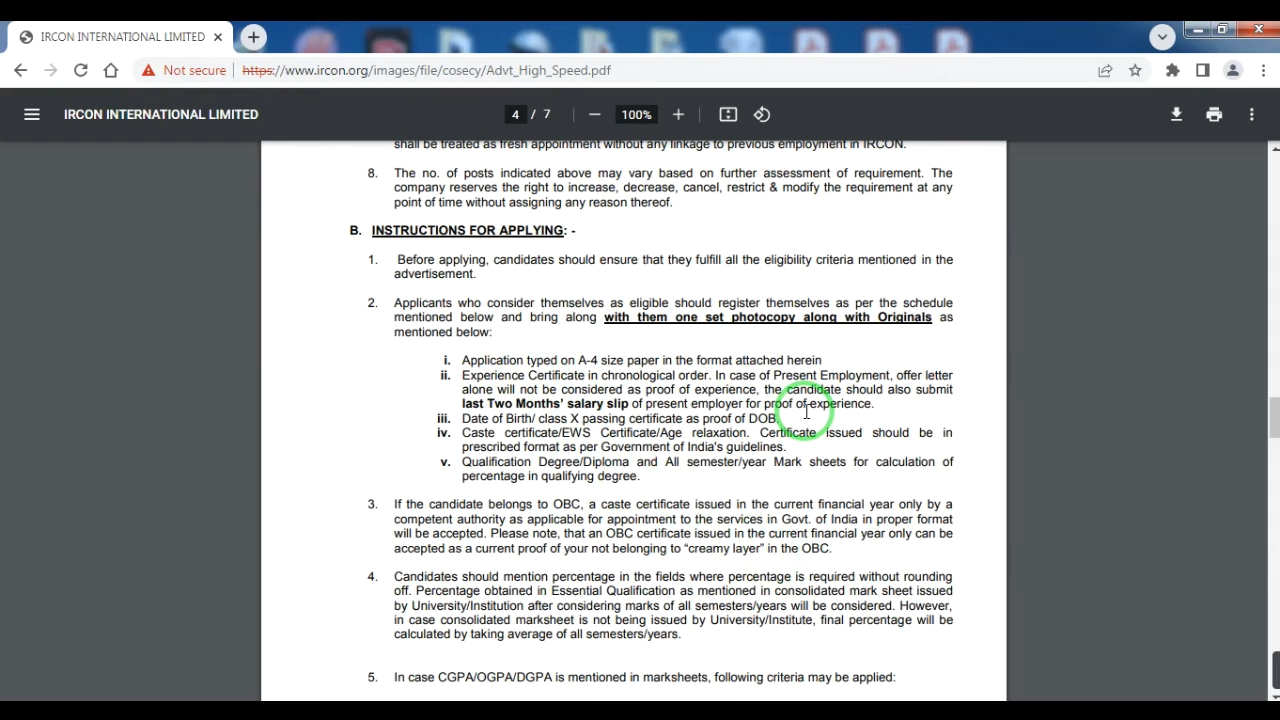 IRCON INTERNATIONAL LIMITED
Not secure https://www.ircon.org/images/file/cosecy/Advt_High_Speed.pdf
IRCON INTERNATIONAL LIMITED 4 / 7 100%
shall be treated as fresh appointment without any linkage to previous employment in IRCON.
8. The no. of posts indicated above may vary based on further assessment of requirement. The
company reserves the right to increase, decrease, cancel, restrict & modify the requirement at any
point of time without assigning any reason thereof.
B. INSTRUCTIONS FOR APPLYING: -
1. Before applying, candidates should ensure that they fulfill all the eligibility criteria mentioned in the
advertisement.
2. Applicants who consider themselves as eligible should register themselves as per the schedule
mentioned below and bring along with them one set photocopy along with Originals as
mentioned below:
i. Application typed on A-4 size paper in the format attached herein
ii. Experience Certificate in chronological order. In case of Present Employment, offer letter
alone will not be considered as proof of experience, the candidate should also submit
last Two Months' salary slip of present employer for proof of experience.
iii. Date of Birth/ class X passing certificate as proof of DOB.
iv. Caste certificate/EWS Certificate/Age relaxation. Certificate issued should be in
prescribed format as per Government of India's guidelines.
v. Qualification Degree/Diploma and All semester/year Mark sheets for calculation of
percentage in qualifying degree.
3. If the candidate belongs to OBC, a caste certificate issued in the current financial year only by a
competent authority as applicable for appointment to the services in Govt. of India in proper format
will be accepted. Please note, that an OBC certificate issued in the current financial year only can be
accepted as a current proof of your not belonging to “creamy layer” in the OBC.
4. Candidates should mention percentage in the fields where percentage is required without rounding
off. Percentage obtained in Essential Qualification as mentioned in consolidated mark sheet issued
by University/Institution after considering marks of all semesters/years will be considered. However,
in case consolidated marksheet is not being issued by University/Institute, final percentage will be
calculated by taking average of all semesters/years.
5. In case CGPA/OGPA/DGPA is mentioned in marksheets, following criteria may be applied: